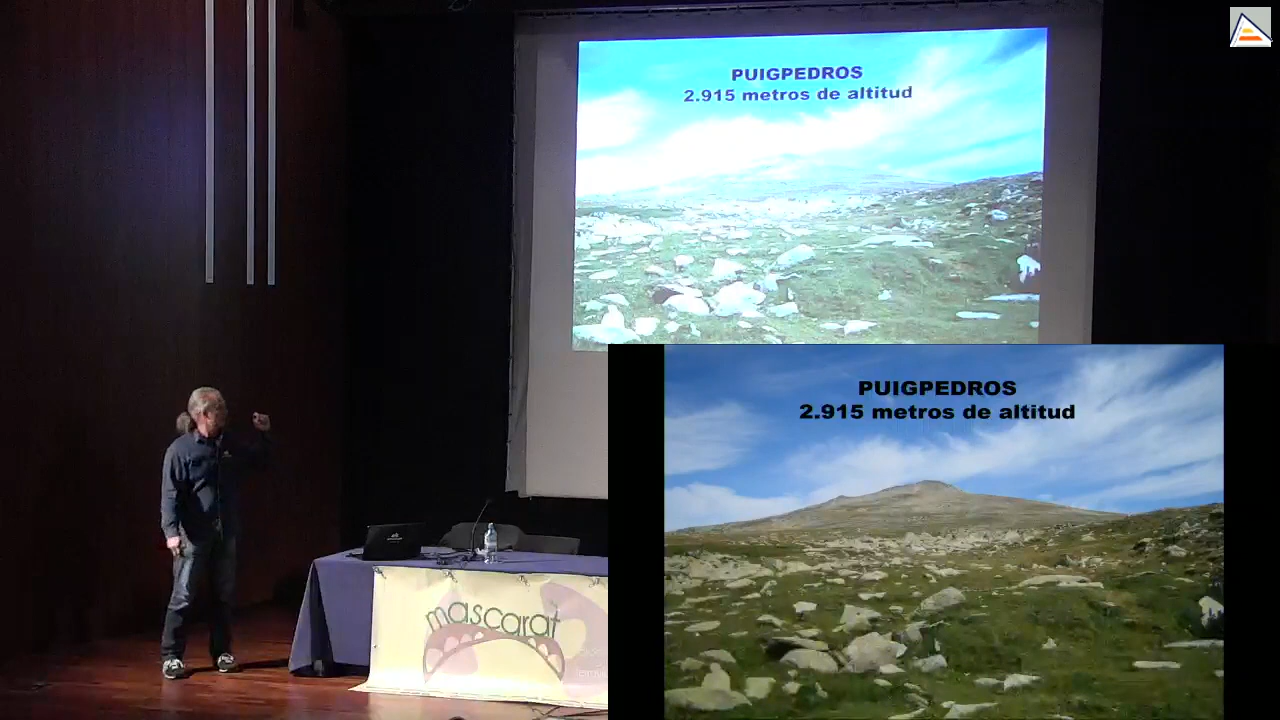 PUIGPEDROS
2.915 metros de altitud
PUIGPEDROS
2.915 metros de altitud
mascarat